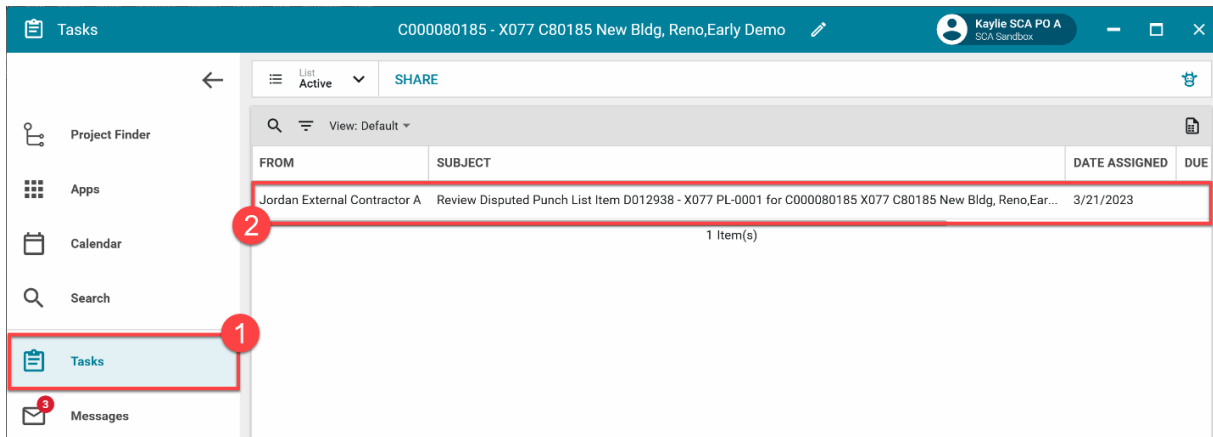 Tasks
C000080185 - X077 C80185 New Bldg, Reno,Early Demo
Kaylie SCA PO A
SCA Sandbox
List
Active
SHARE
Project Finder
Apps
Calendar
Search
1
Tasks
3
Messages
View: Default
FROM SUBJECT DATE ASSIGNED DUE
Jordan External Contractor A Review Disputed Punch List Item D012938 - X077 PL-0001 for C000080185 X077 C80185 New Bldg, Reno,Ear... 3/21/2023
2
1 Item(s)